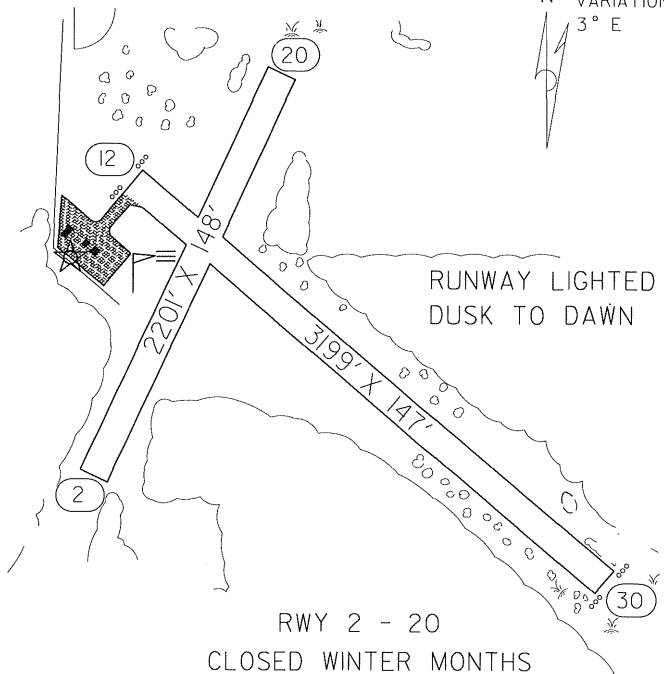 N VARIATION
3° E
20
12
2201' X 148'
RUNWAY LIGHTED
DUSK TO DAWN
3199' X 147'
2
30
RWY 2 - 20
CLOSED WINTER MONTHS